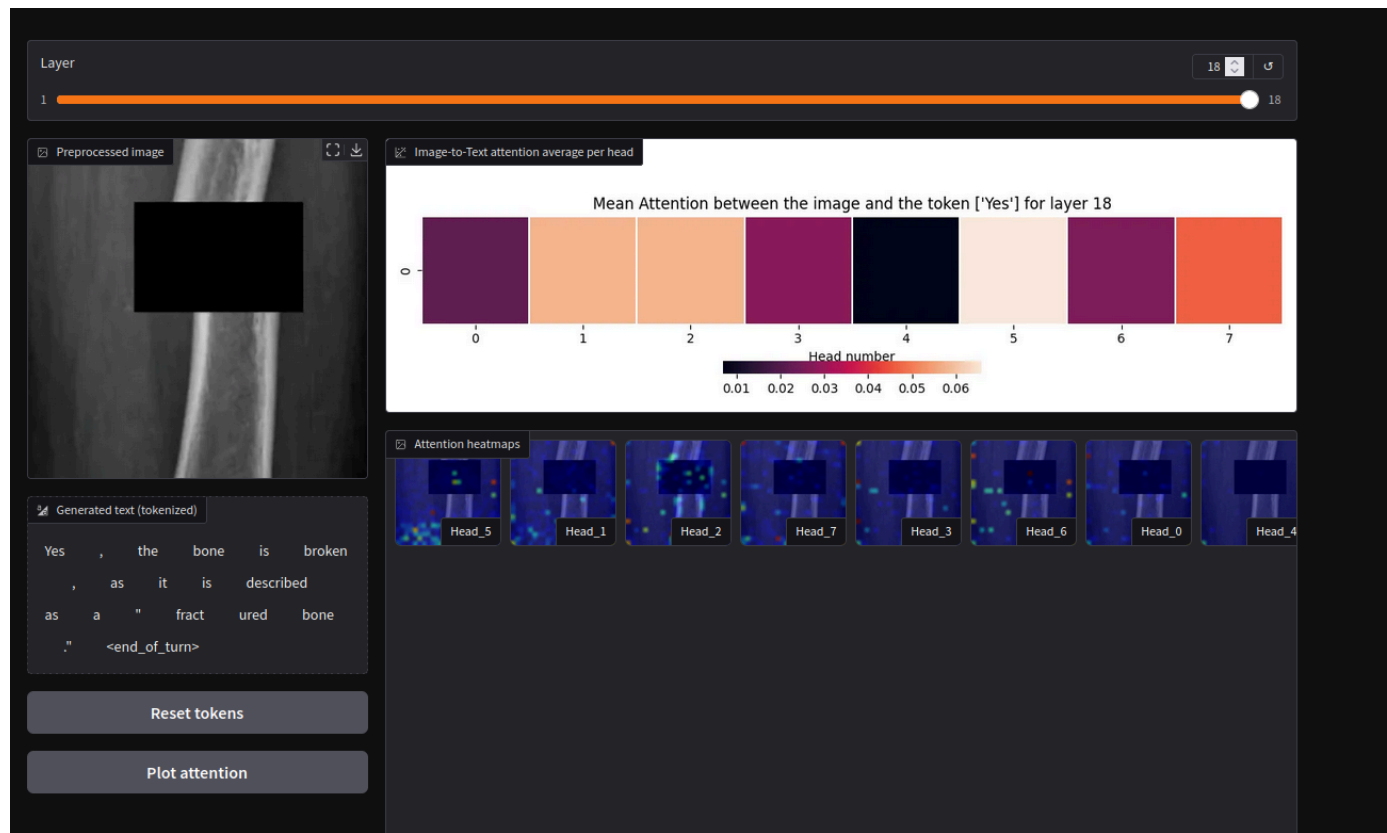 Layer
18 ↺
1 18
Preprocessed image
Image-to-Text attention average per head
Mean Attention between the image and the token ['Yes'] for layer 18
0
0 1 2 3 4 5 6 7
Head number
0.01 0.02 0.03 0.04 0.05 0.06
Attention heatmaps
Head_5 Head_1 Head_2 Head_7 Head_3 Head_6 Head_0 Head_4
Generated text (tokenized)
Yes , the bone is broken
, as it is described
as a " fract ured bone
." <end_of_turn>
Reset tokens
Plot attention